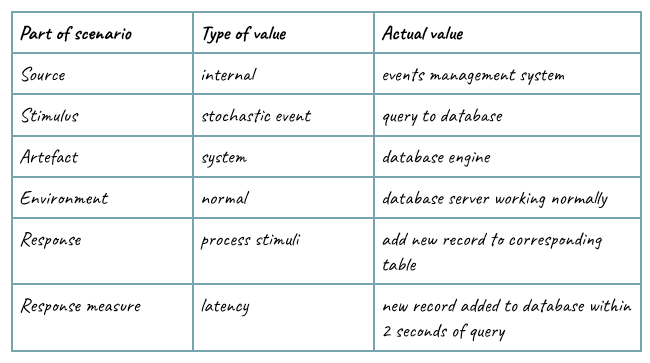 Part of scenario Type of value Actual value
Source internal events management system
Stimulus stochastic event query to database
Artefact system database engine
Environment normal database server working normally
Response process stimuli add new record to corresponding
table
Response measure latency new record added to database within
2 seconds of query